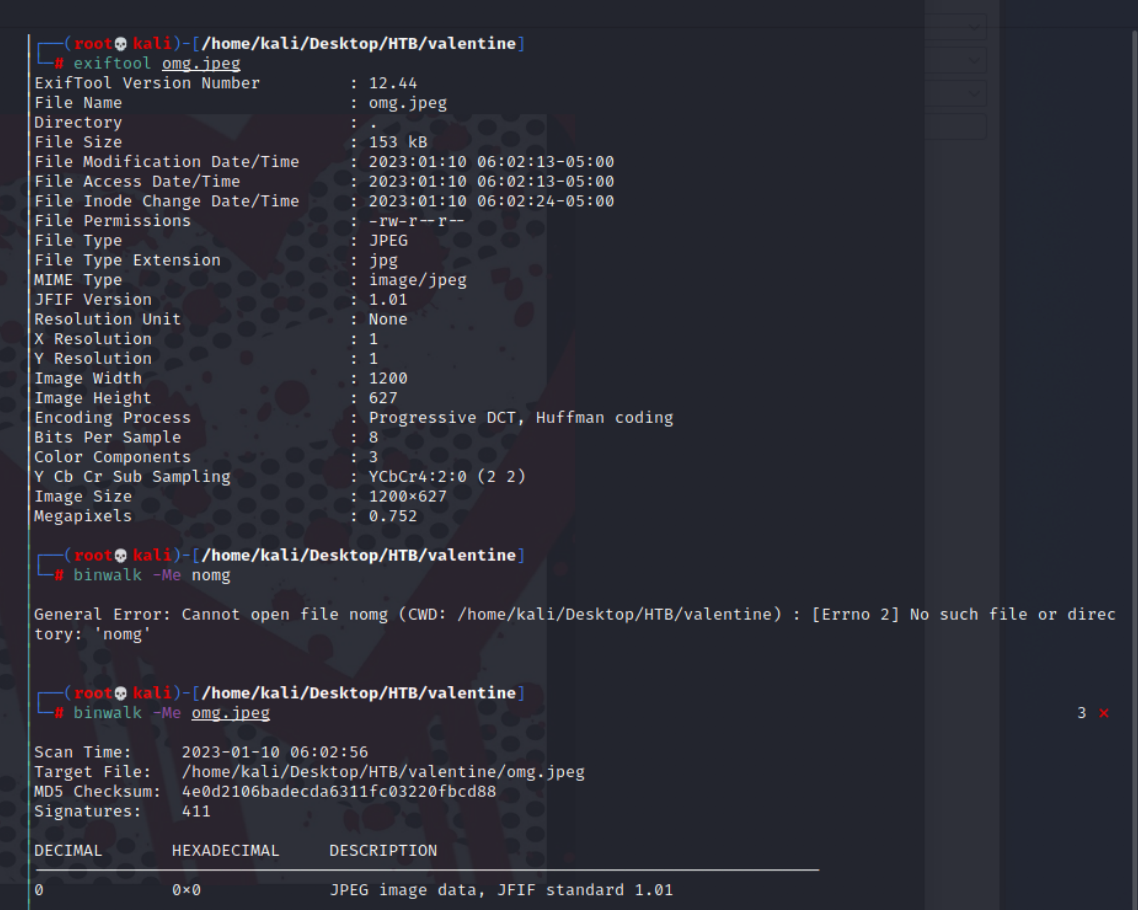 ┌──(root💀kali)-[/home/kali/Desktop/HTB/valentine]
└─# exiftool omg.jpeg
ExifTool Version Number : 12.44
File Name : omg.jpeg
Directory : .
File Size : 153 kB
File Modification Date/Time : 2023:01:10 06:02:13-05:00
File Access Date/Time : 2023:01:10 06:02:13-05:00
File Inode Change Date/Time : 2023:01:10 06:02:24-05:00
File Permissions : -rw-r--r--
File Type : JPEG
File Type Extension : jpg
MIME Type : image/jpeg
JFIF Version : 1.01
Resolution Unit : None
X Resolution : 1
Y Resolution : 1
Image Width : 1200
Image Height : 627
Encoding Process : Progressive DCT, Huffman coding
Bits Per Sample : 8
Color Components : 3
Y Cb Cr Sub Sampling : YCbCr4:2:0 (2 2)
Image Size : 1200×627
Megapixels : 0.752
┌──(root💀kali)-[/home/kali/Desktop/HTB/valentine]
└─# binwalk -Me nomg
General Error: Cannot open file nomg (CWD: /home/kali/Desktop/HTB/valentine) : [Errno 2] No such file or direc
tory: 'nomg'
┌──(root💀kali)-[/home/kali/Desktop/HTB/valentine]
└─# binwalk -Me omg.jpeg 3 ⨯
Scan Time: 2023-01-10 06:02:56
Target File: /home/kali/Desktop/HTB/valentine/omg.jpeg
MD5 Checksum: 4e0d2106badecda6311fc03220fbcd88
Signatures: 411
DECIMAL HEXADECIMAL DESCRIPTION
0 0×0 JPEG image data, JFIF standard 1.01